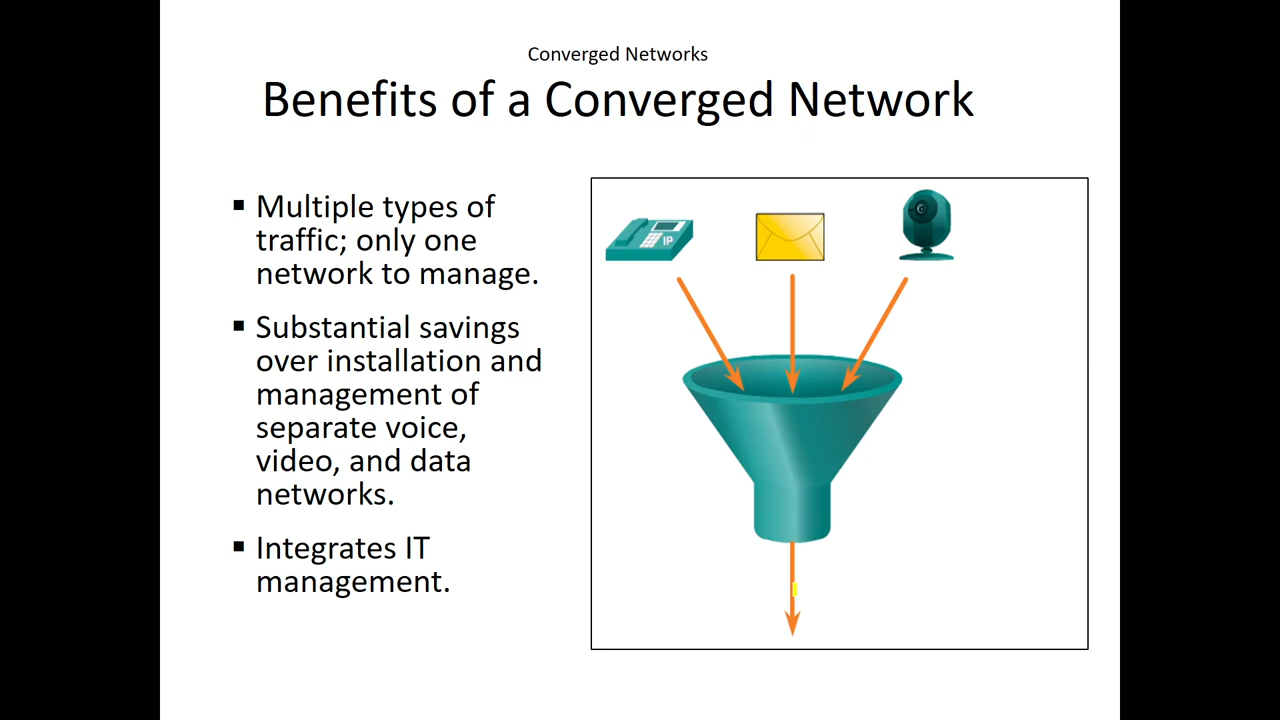 Converged Networks
Benefits of a Converged Network
▪ Multiple types of
traffic; only one
network to manage.
▪ Substantial savings
over installation and
management of
separate voice,
video, and data
networks.
▪ Integrates IT
management.
IP